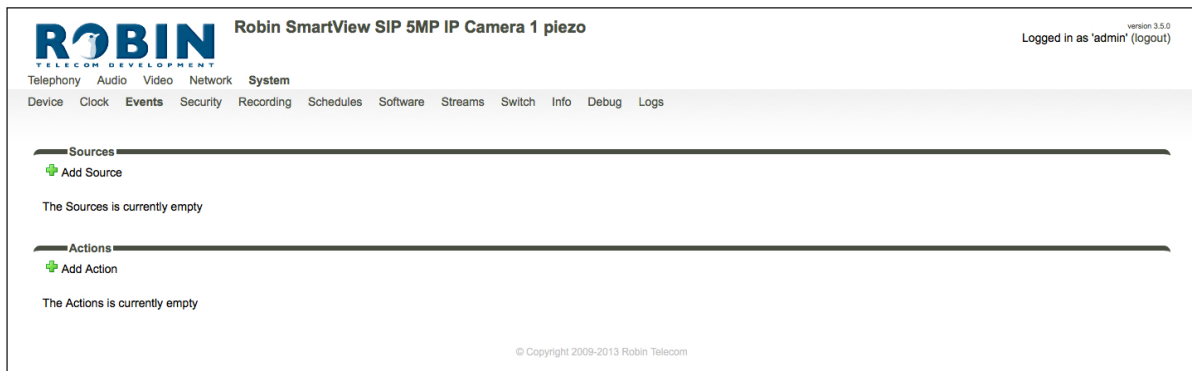 ROBIN
TELECOM DEVELOPMENT
Robin SmartView SIP 5MP IP Camera 1 piezo
version 3.5.0
Logged in as 'admin' (logout)
Telephony Audio Video Network System
Device Clock Events Security Recording Schedules Software Streams Switch Info Debug Logs
Sources
Add Source
The Sources is currently empty
Actions
Add Action
The Actions is currently empty
© Copyright 2009-2013 Robin Telecom